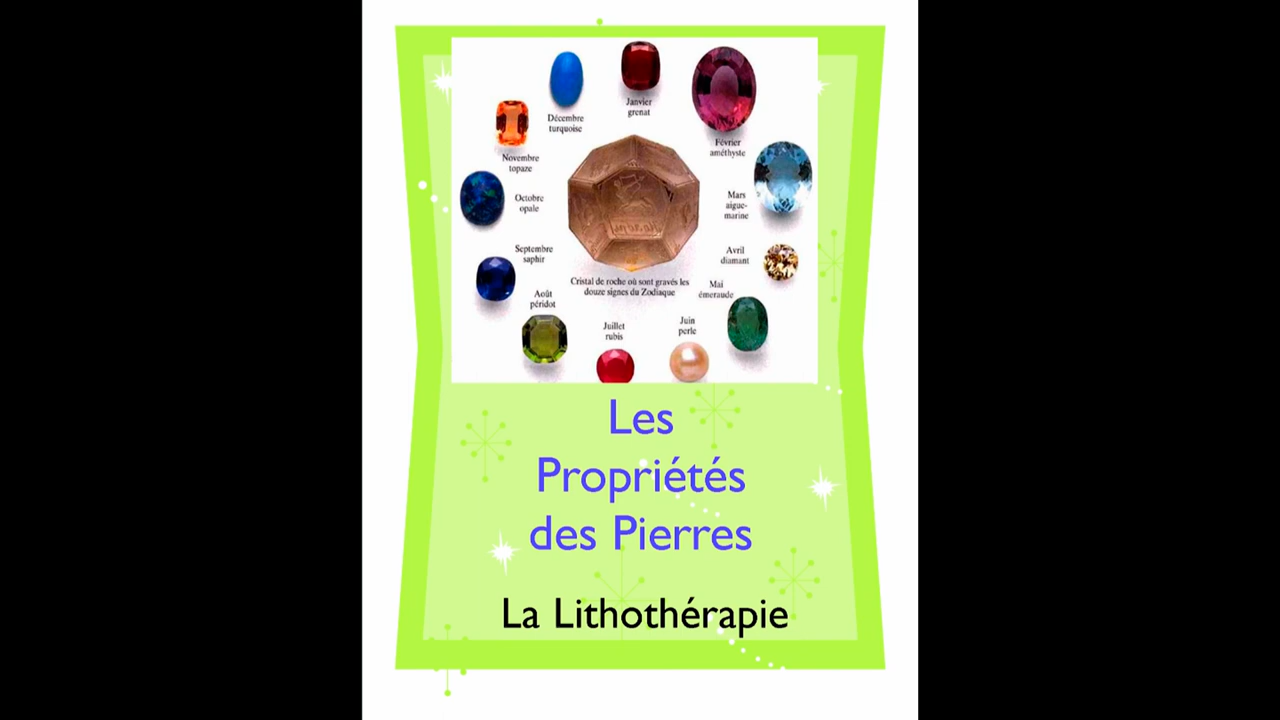 Janvier
grenat
Février
améthyste
Mars
aigue-
marine
Avril
diamant
Mai
émeraude
Juin
perle
Juillet
rubis
Août
péridot
Septembre
saphir
Octobre
opale
Novembre
topaze
Décembre
turquoise
Cristal de roche où sont gravés les
douze signes du Zodiaque
Les
Propriétés
des Pierres
La Lithothérapie